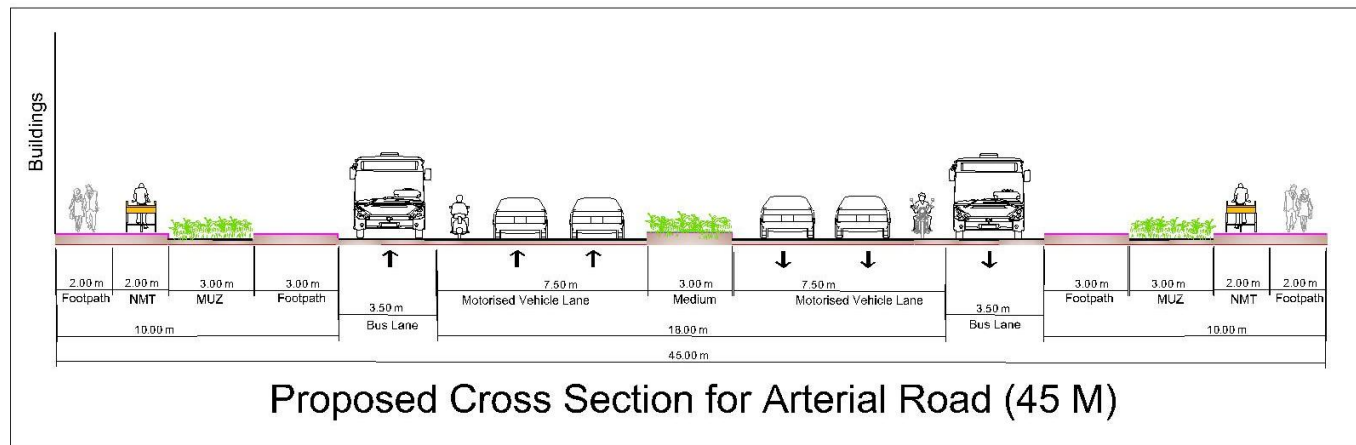 Buildings
2.00 m 2.00 m 3.00 m 3.00 m 7.50 m 3.00 m 7.50 m 3.00 m 3.00 m 2.00 m 2.00 m
Footpath NMT MUZ Footpath Motorised Vehicle Lane Medium Motorised Vehicle Lane Footpath MUZ NMT Footpath
3.50 m 3.50 m
Bus Lane Bus Lane
10.00 m 18.00 m 10.00 m
45.00 m
Proposed Cross Section for Arterial Road (45 M)